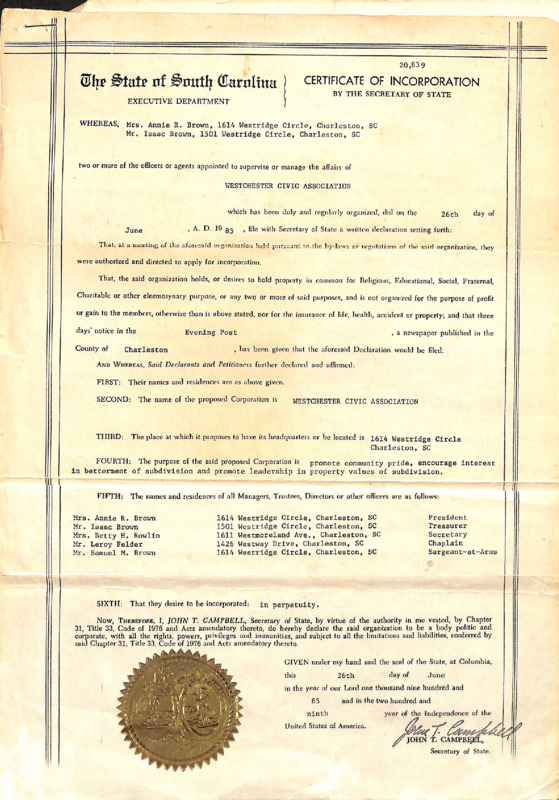 20,839
The State of South Carolina
EXECUTIVE DEPARTMENT
CERTIFICATE OF INCORPORATION
BY THE SECRETARY OF STATE
WHEREAS, Mrs. Annie R. Brown, 1614 Westridge Circle, Charleston, SC
Mr. Isaac Brown, 1501 Westridge Circle, Charleston, SC
two or more of the officers or agents appointed to supervise or manage the affairs of
WESTCHESTER CIVIC ASSOCIATION
which has been duly and regularly organized, did on the 26th day of
June , A. D. 1985 , file with Secretary of State a written declaration setting forth:
That, at a meeting of the aforesaid organization held pursuant to the by-laws or regulations of the said organization, they
were authorized and directed to apply for incorporation.
That, the said organization holds, or desires to hold property in common for Religious, Educational, Social, Fraternal,
Charitable or other eleemosynary purpose, or any two or more of said purposes, and is not organized for the purpose of profit
or gain to the members, otherwise than is above stated, nor for the insurance of life, health, accident or property; and that three
days' notice in the Evening Post , a newspaper published in the
County of Charleston , has been given that the aforesaid Declaration would be filed.
AND WHEREAS, Said Declarants and Petitioners further declared and affirmed:
FIRST: Their names and residences are as above given.
SECOND: The name of the proposed Corporation is WESTCHESTER CIVIC ASSOCIATION
THIRD: The place at which it proposes to have its headquarters or be located is 1614 Westridge Circle
Charleston, SC
FOURTH: The purpose of the said proposed Corporation is promote community pride, encourage interest
in betterment of subdivision and promote leadership in property values of subdivision.
FIFTH: The names and residences of all Managers, Trustees, Directors or other officers are as follows:
Mrs. Annie R. Brown 1614 Westridge Circle, Charleston, SC President
Mr. Isaac Brown 1501 Westridge Circle, Charleston, SC Treasurer
Mrs. Betty H. Rowlin 1611 Westmoreland Ave., Charleston, SC Secretary
Mr. Leroy Felder 1426 Westway Drive, Charleston, SC Chaplain
Mr. Samuel M. Brown 1614 Westridge Circle, Charleston, SC Sargeant-at-Arms
SIXTH: That they desire to be incorporated: in perpetuity.
NOW, THEREFORE, I, JOHN T. CAMPBELL, Secretary of State, by virtue of the authority in me vested, by Chapter
31, Title 33, Code of 1976 and Acts amendatory thereto, do hereby declare the said organization to be a body politic and
corporate, with all the rights, powers, privileges and immunities, and subject to all the limitations and liabilities, conferred by
said Chapter 31, Title 33, Code of 1976 and Acts amendatory thereto.
GIVEN under my hand and the seal of the State, at Columbia,
this 26th day of June
in the year of our Lord one thousand nine hundred and
85 and in the two hundred and
ninth year of the Independence of the
United States of America.
John T. Campbell
JOHN T. CAMPBELL,
Secretary of State.